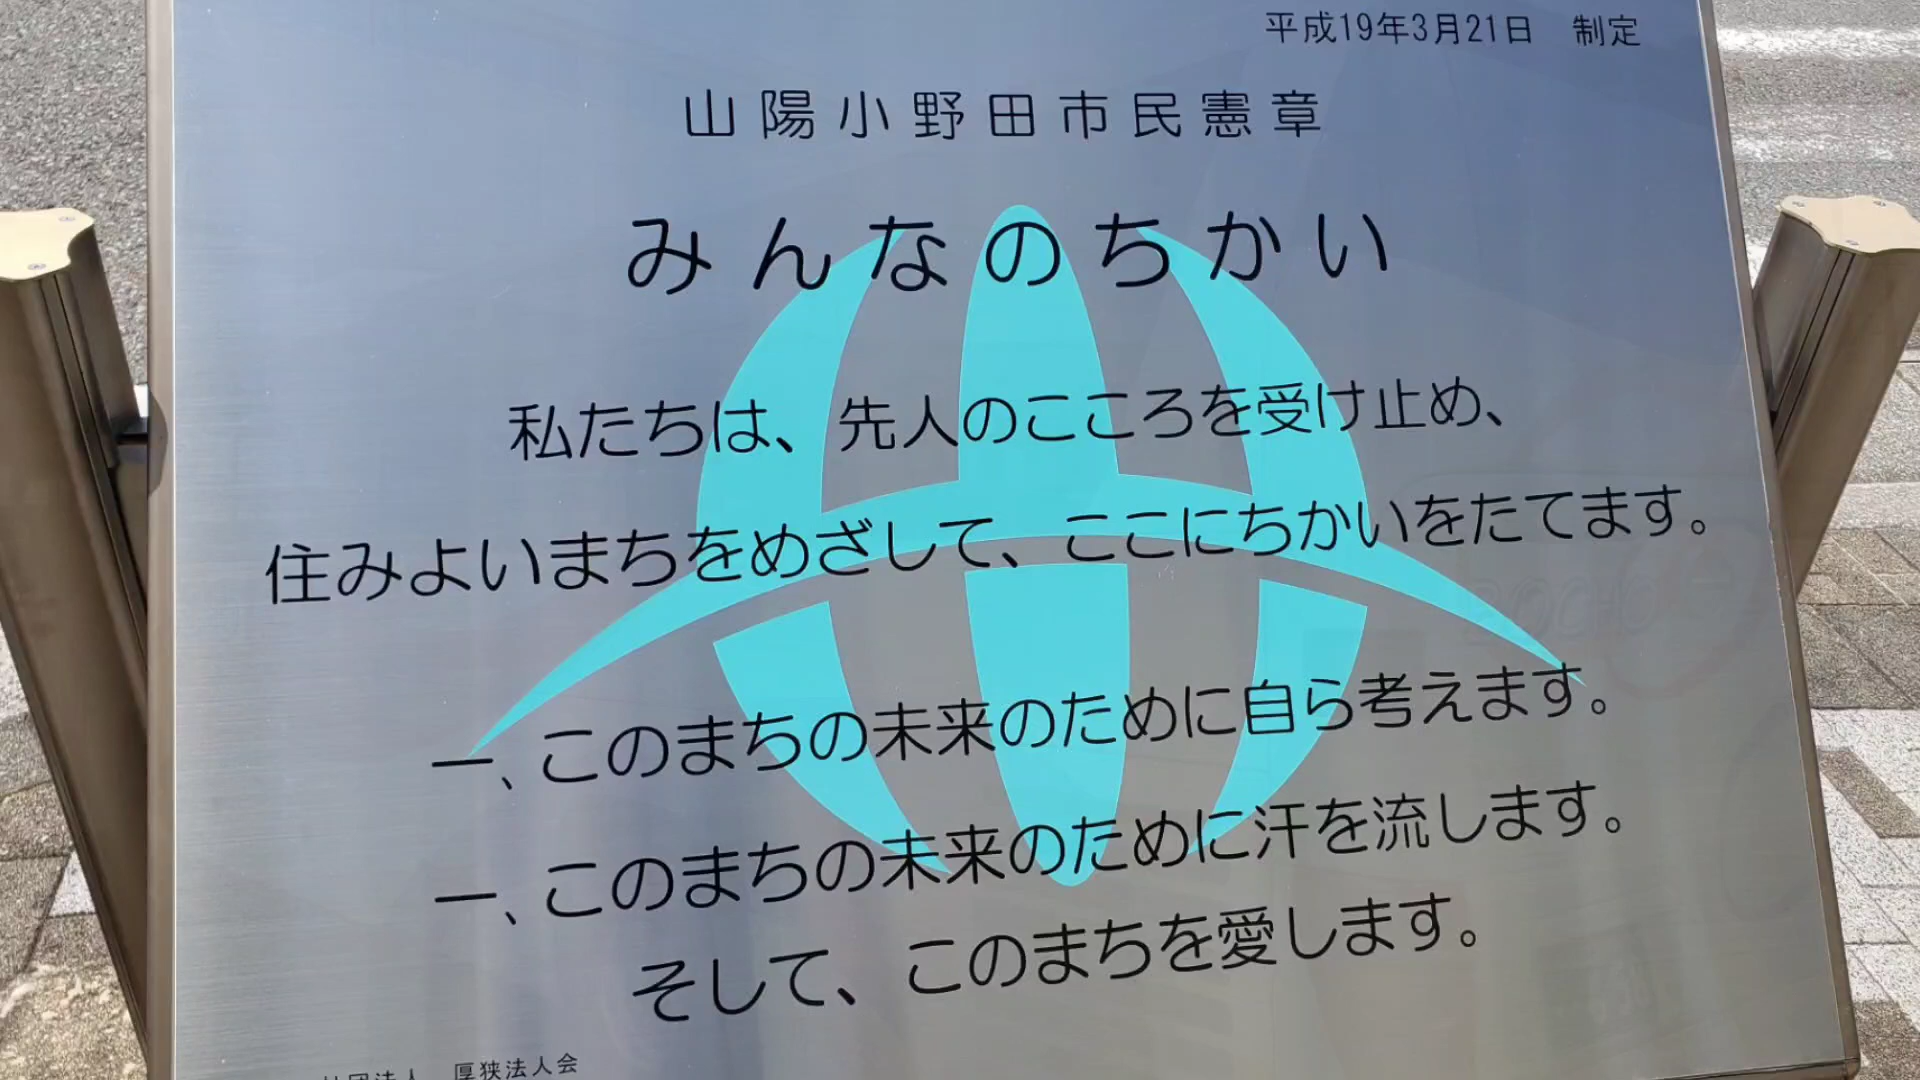 平成19年3月21日　制定
山陽小野田市民憲章
みんなのちかい
私たちは、先人のこころを受け止め、
住みよいまちをめざして、ここにちかいをたてます。
一、このまちの未来のために自ら考えます。
一、このまちの未来のために汗を流します。
そして、このまちを愛します。
社団法人　厚狭法人会